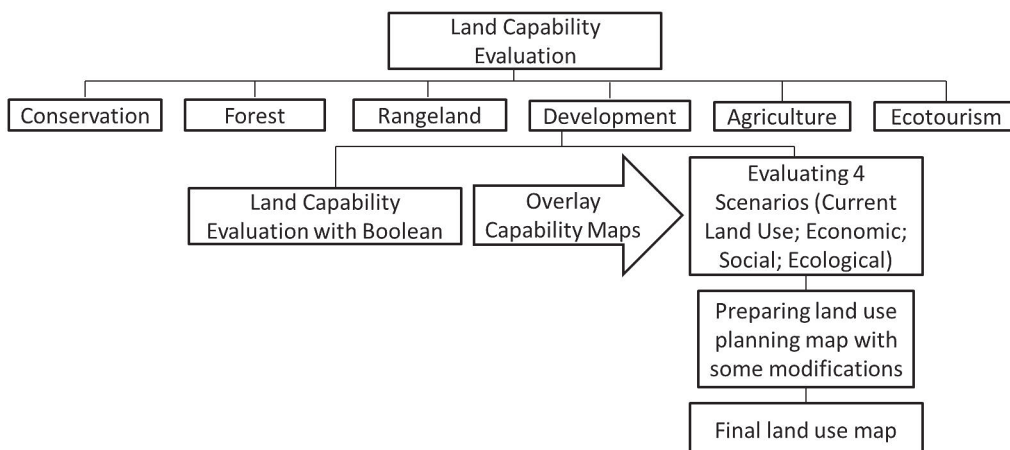 Land Capability
Evaluation
Conservation
Forest
Rangeland
Development
Agriculture
Ecotourism
Land Capability
Evaluation with Boolean
Overlay
Capability Maps
Evaluating 4
Scenarios (Current
Land Use; Economic;
Social; Ecological)
Preparing land use
planning map with
some modifications
Final land use map